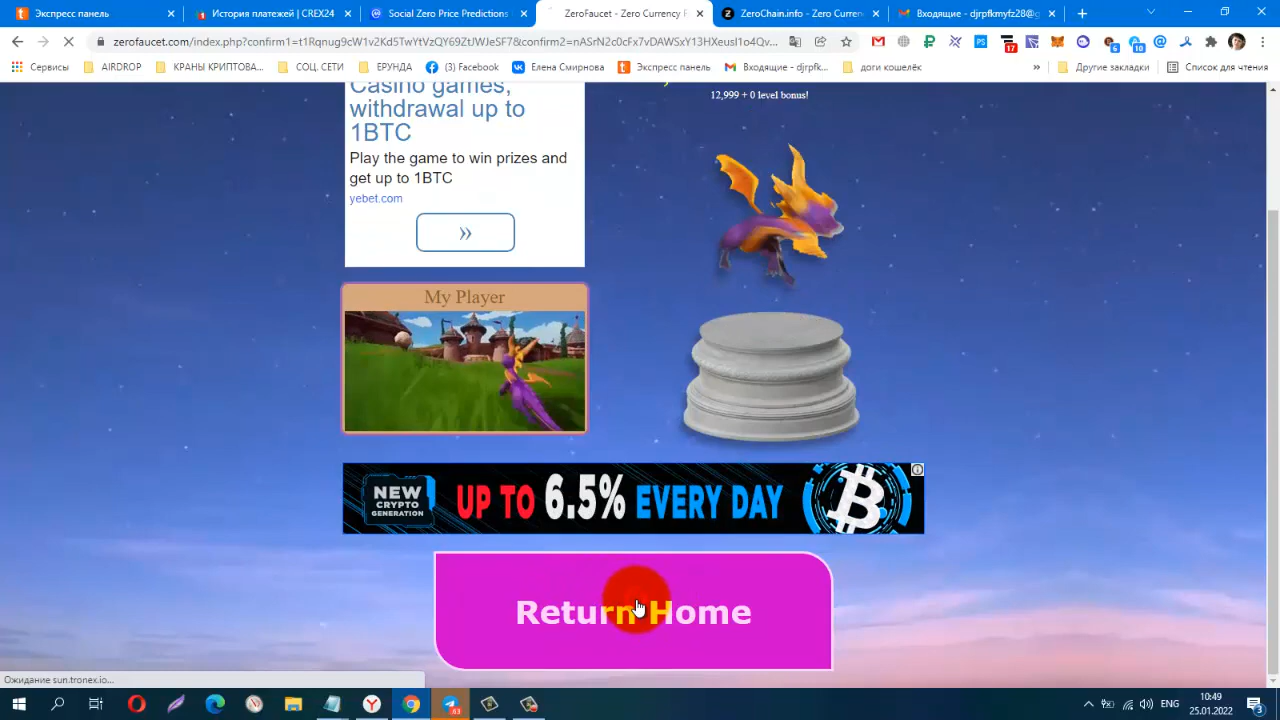 Экспресс панель
История платежей | CREX24
Social Zero Price Predictions -
ZeroFaucet - Zero Currency F
ZeroChain.info - Zero Curren
Входящие - djrpfkmyfz28@g
zerofaucet.com/index.php?confirm1=
Сервисы
AIRDROP
КРАНЫ КРИПТОВА...
СОЦ. СЕТИ
ЕРУНДА
(3) Facebook
Елена Смирнова
Экспресс панель
Входящие - djrpfk...
доги кошелёк
»
Другие закладки
Список для чтения
Casino games,
withdrawal up to
1BTC
Play the game to win prizes and
get up to 1BTC
yebet.com
»
12,999 + 0 level bonus!
My Player
NEW
CRYPTO
GENERATION
UP TO 6.5% EVERY DAY
Return Home
Ожидание sun.tronex.io...
ENG
10:49
25.01.2022